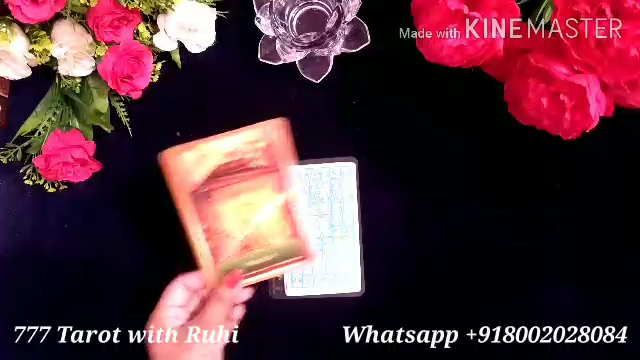 Made with KINEMASTER
777 Tarot with Ruhi
Whatsapp +918002028084